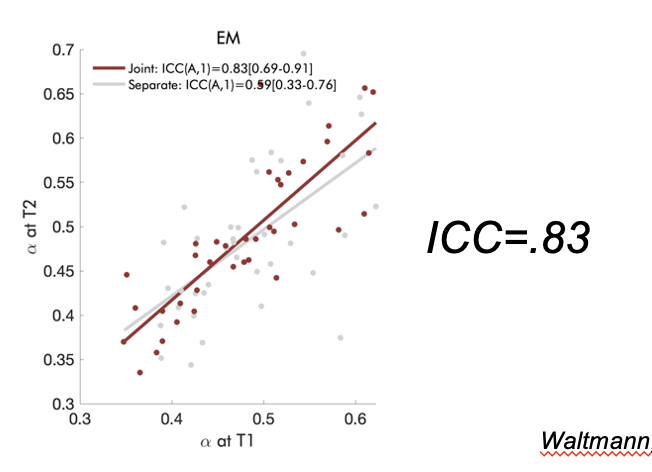 EM
Joint: ICC(A,1)=0.83[0.69-0.91]
Separate: ICC(A,1)=0.59[0.33-0.76]
0.7
0.65
0.6
0.55
0.5
0.45
0.4
0.35
0.3
α at T2
0.3 0.4 0.5 0.6
α at T1
ICC=.83
Waltmann